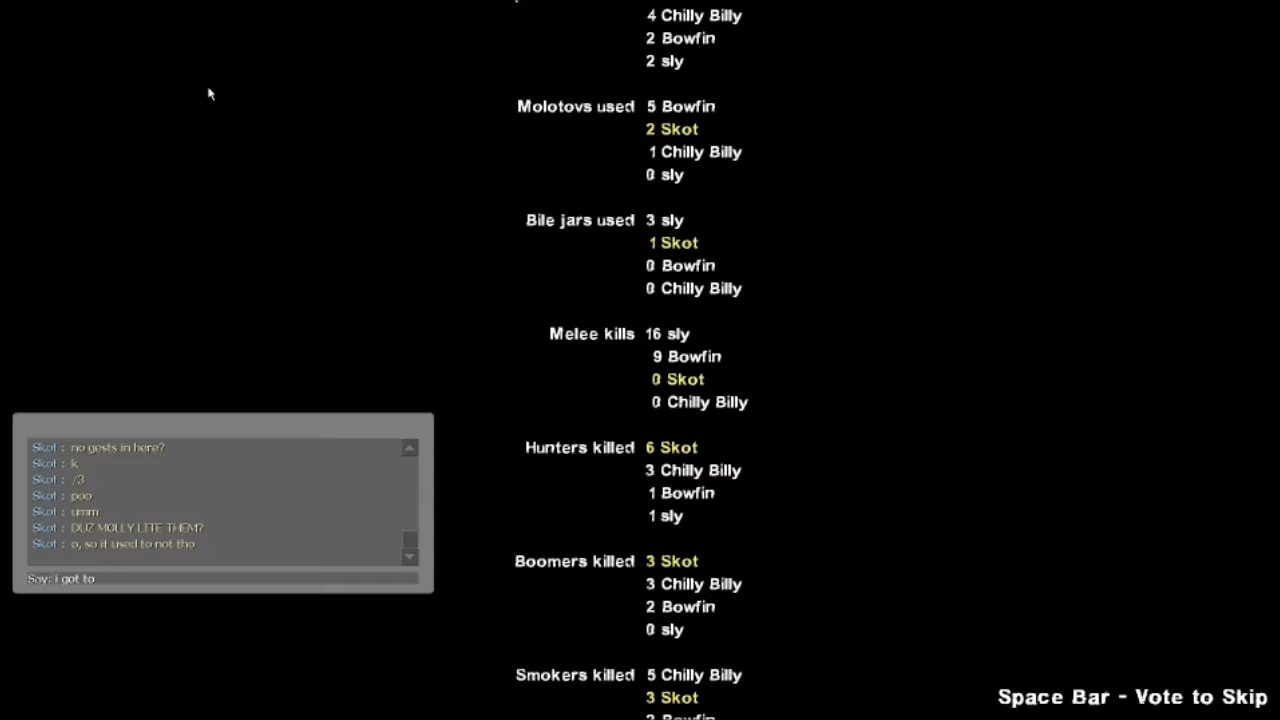 4 Chilly Billy
2 Bowfin
2 sly
Molotovs used 5 Bowfin
2 Skot
1 Chilly Billy
0 sly
Bile jars used 3 sly
1 Skot
0 Bowfin
0 Chilly Billy
Melee kills 16 sly
9 Bowfin
0 Skot
0 Chilly Billy
Hunters killed 6 Skot
3 Chilly Billy
1 Bowfin
1 sly
Boomers killed 3 Skot
3 Chilly Billy
2 Bowfin
0 sly
Smokers killed 5 Chilly Billy
3 Skot
Bowfin
Skot : no gests in here?
Skot : k
Skot : /3
Skot : poo
Skot : umm
Skot : DUZ MOLLY LITE THEM?
Skot : o, so it used to not tho
Say: i got to
Space Bar - Vote to Skip